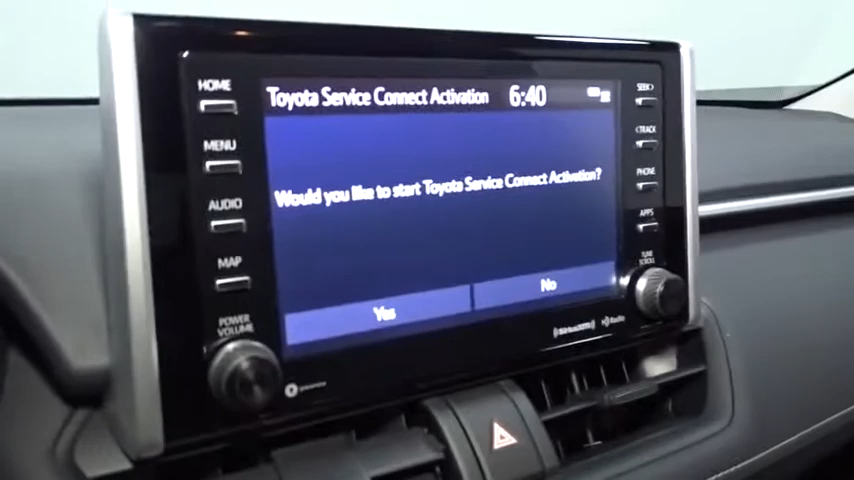 Toyota Service Connect Activation 6:40
Would you like to start Toyota Service Connect Activation?
Yes
No
HOME
MENU
AUDIO
MAP
POWER
VOLUME
SEEK>
<TRACK
PHONE
APPS
TUNE
SCROLL